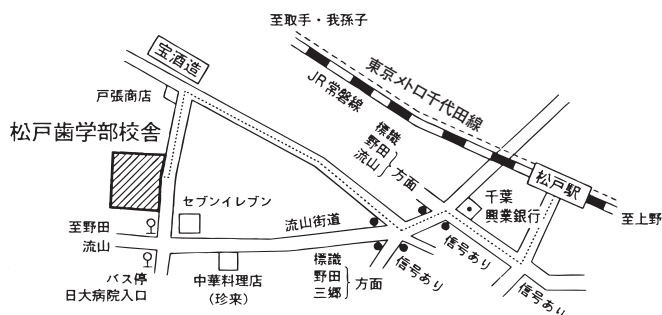 至取手・我孫子
宝酒造
東京メトロ千代田線
JR常磐線
戸張商店
松戸歯学部校舎
標識
野田
流山
方面
松戸駅
千葉
興業銀行
至上野
セブンイレブン
流山街道
至野田
流山
信号あり
バス停
日大病院入口
中華料理店
(珍来)
標識
野田
三郷
方面
信号あり
信号あり